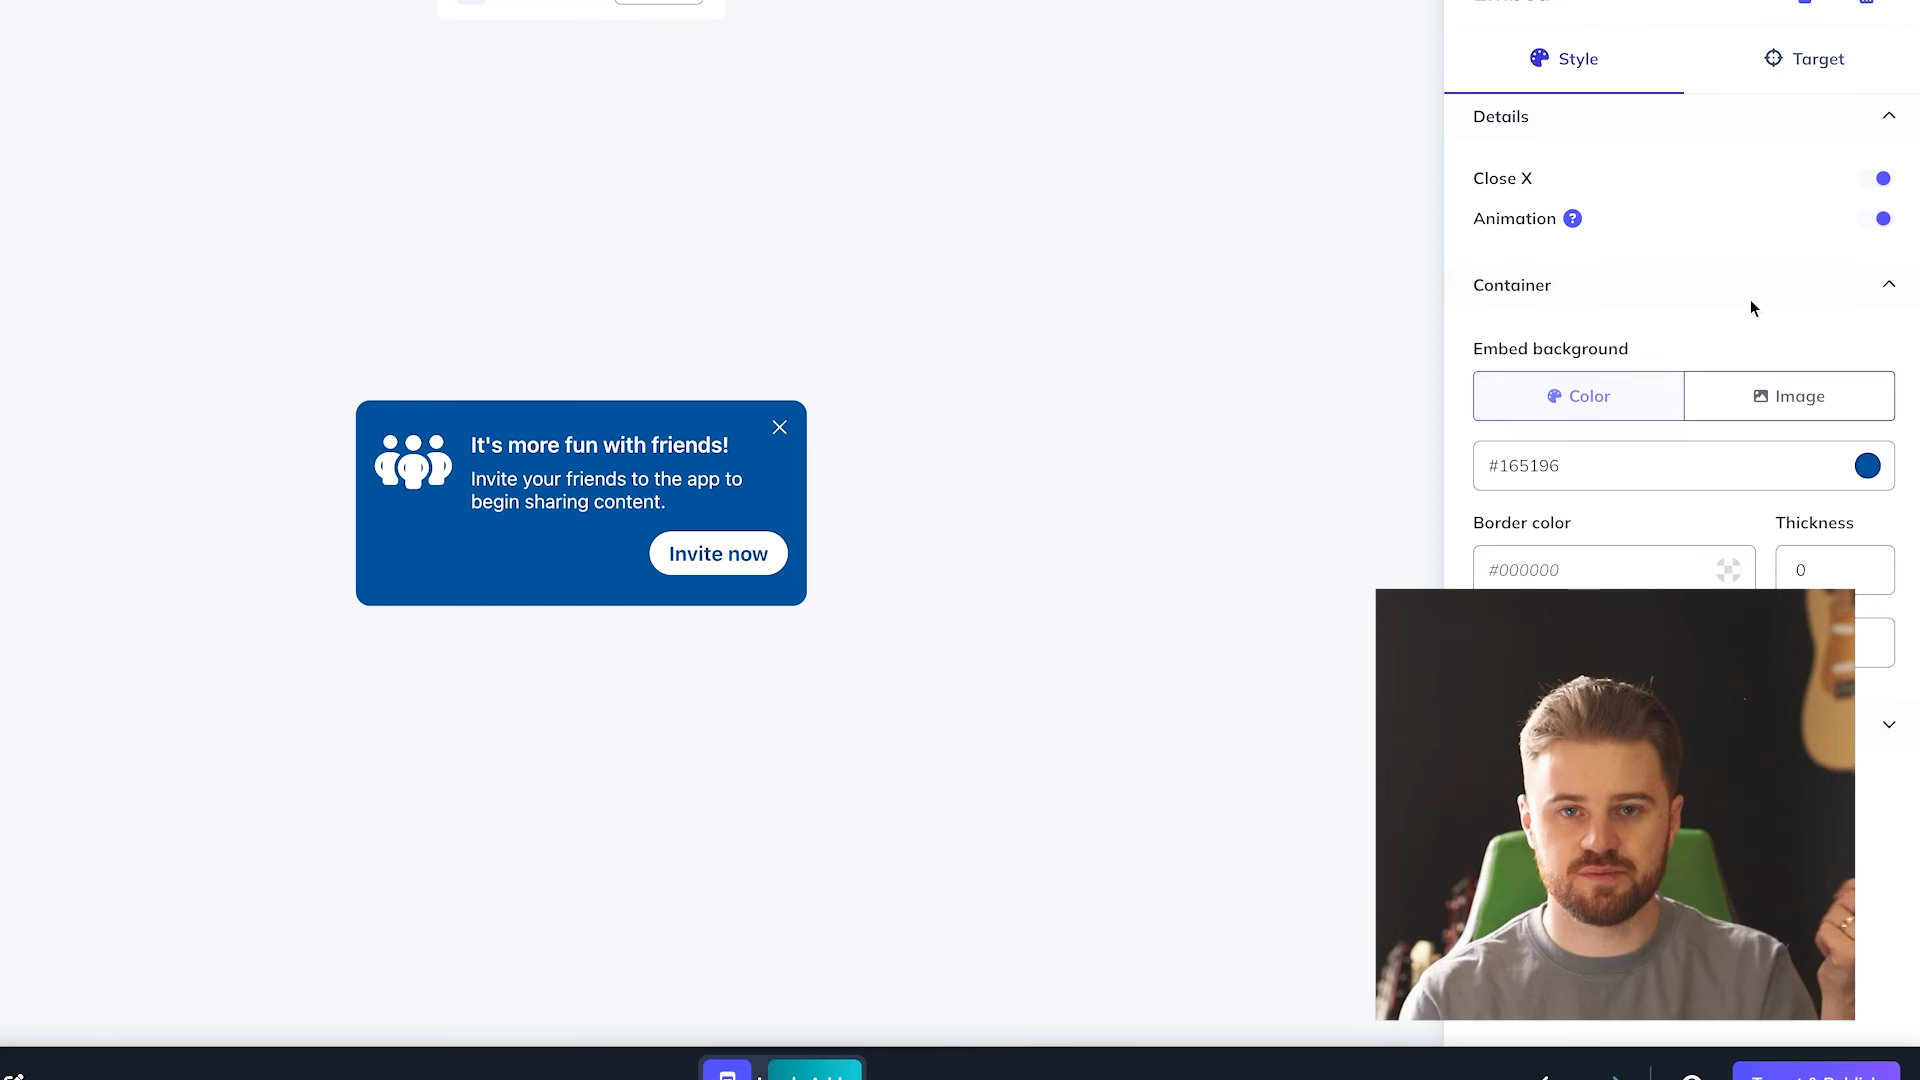 Style
Target
Details
Close X
Animation ?
Container
Embed background
Color
Image
#165196
Border color
Thickness
#000000
0
It's more fun with friends!
Invite your friends to the app to
begin sharing content.
Invite now